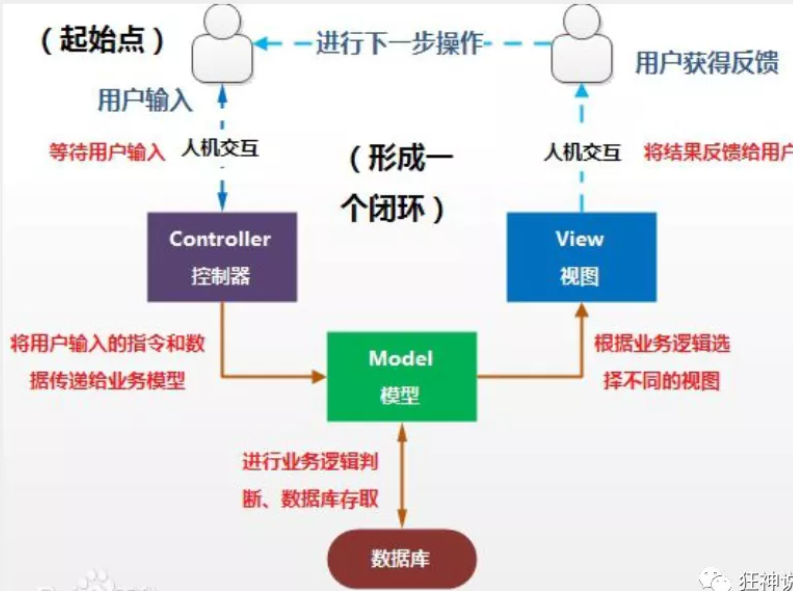 （起始点）
进行下一步操作
用户获得反馈
用户输入
等待用户输入
人机交互
（形成一
个闭环）
人机交互
将结果反馈给用户
Controller
控制器
View
视图
将用户输入的指令和数
据传递给业务模型
Model
模型
根据业务逻辑选
择不同的视图
进行业务逻辑判
断、数据库存取
数据库
狂神说